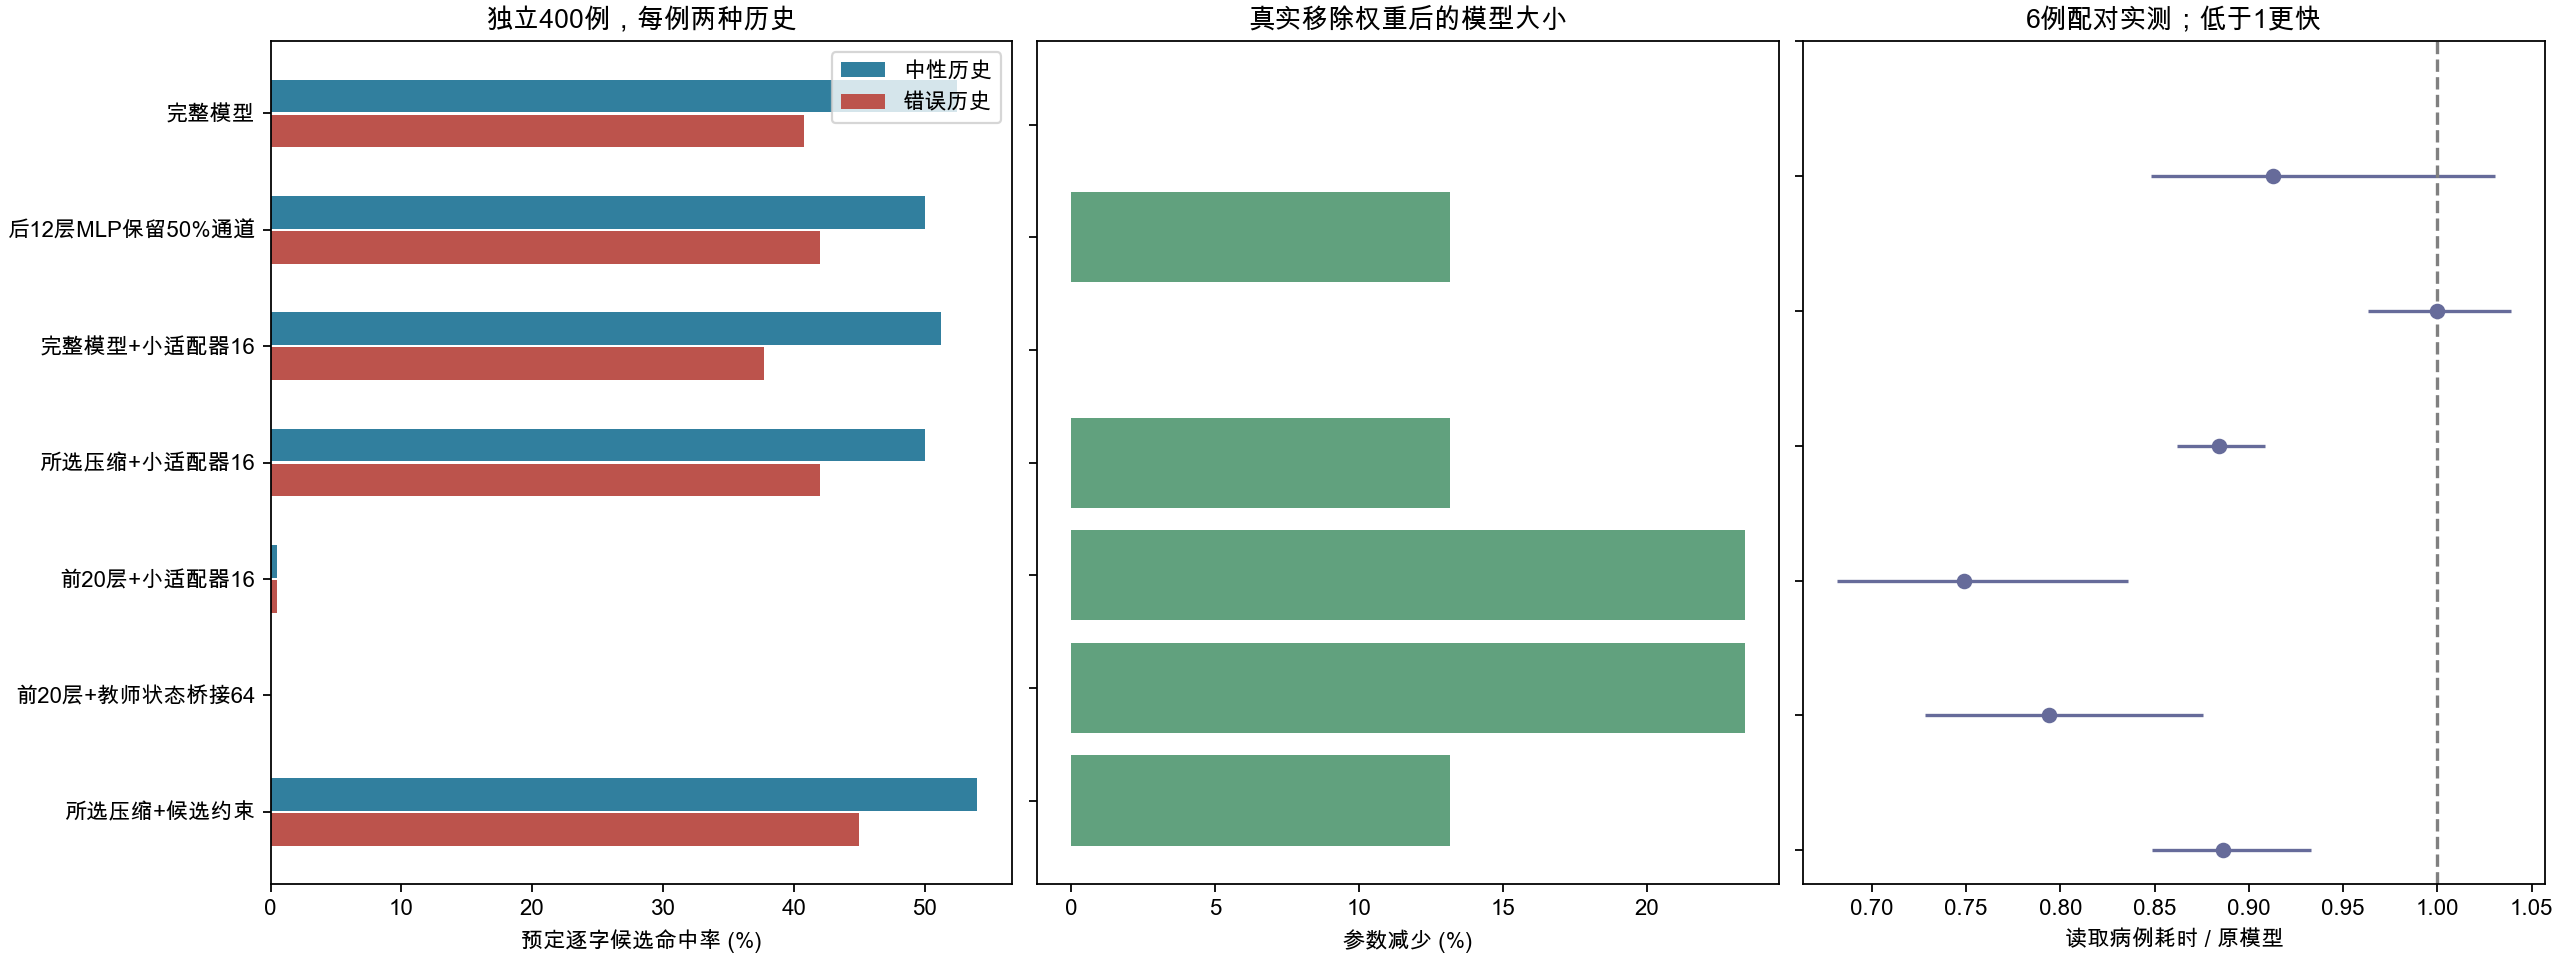 独立400例，每例两种历史
中性历史
错误历史
完整模型
后12层MLP保留50%通道
完整模型+小适配器16
所选压缩+小适配器16
前20层+小适配器16
前20层+教师状态桥接64
所选压缩+候选约束
0 10 20 30 40 50
预定逐字候选命中率 (%)
真实移除权重后的模型大小
0 5 10 15 20
参数减少 (%)
6例配对实测；低于1更快
0.70 0.75 0.80 0.85 0.90 0.95 1.00 1.05
读取病例耗时 / 原模型